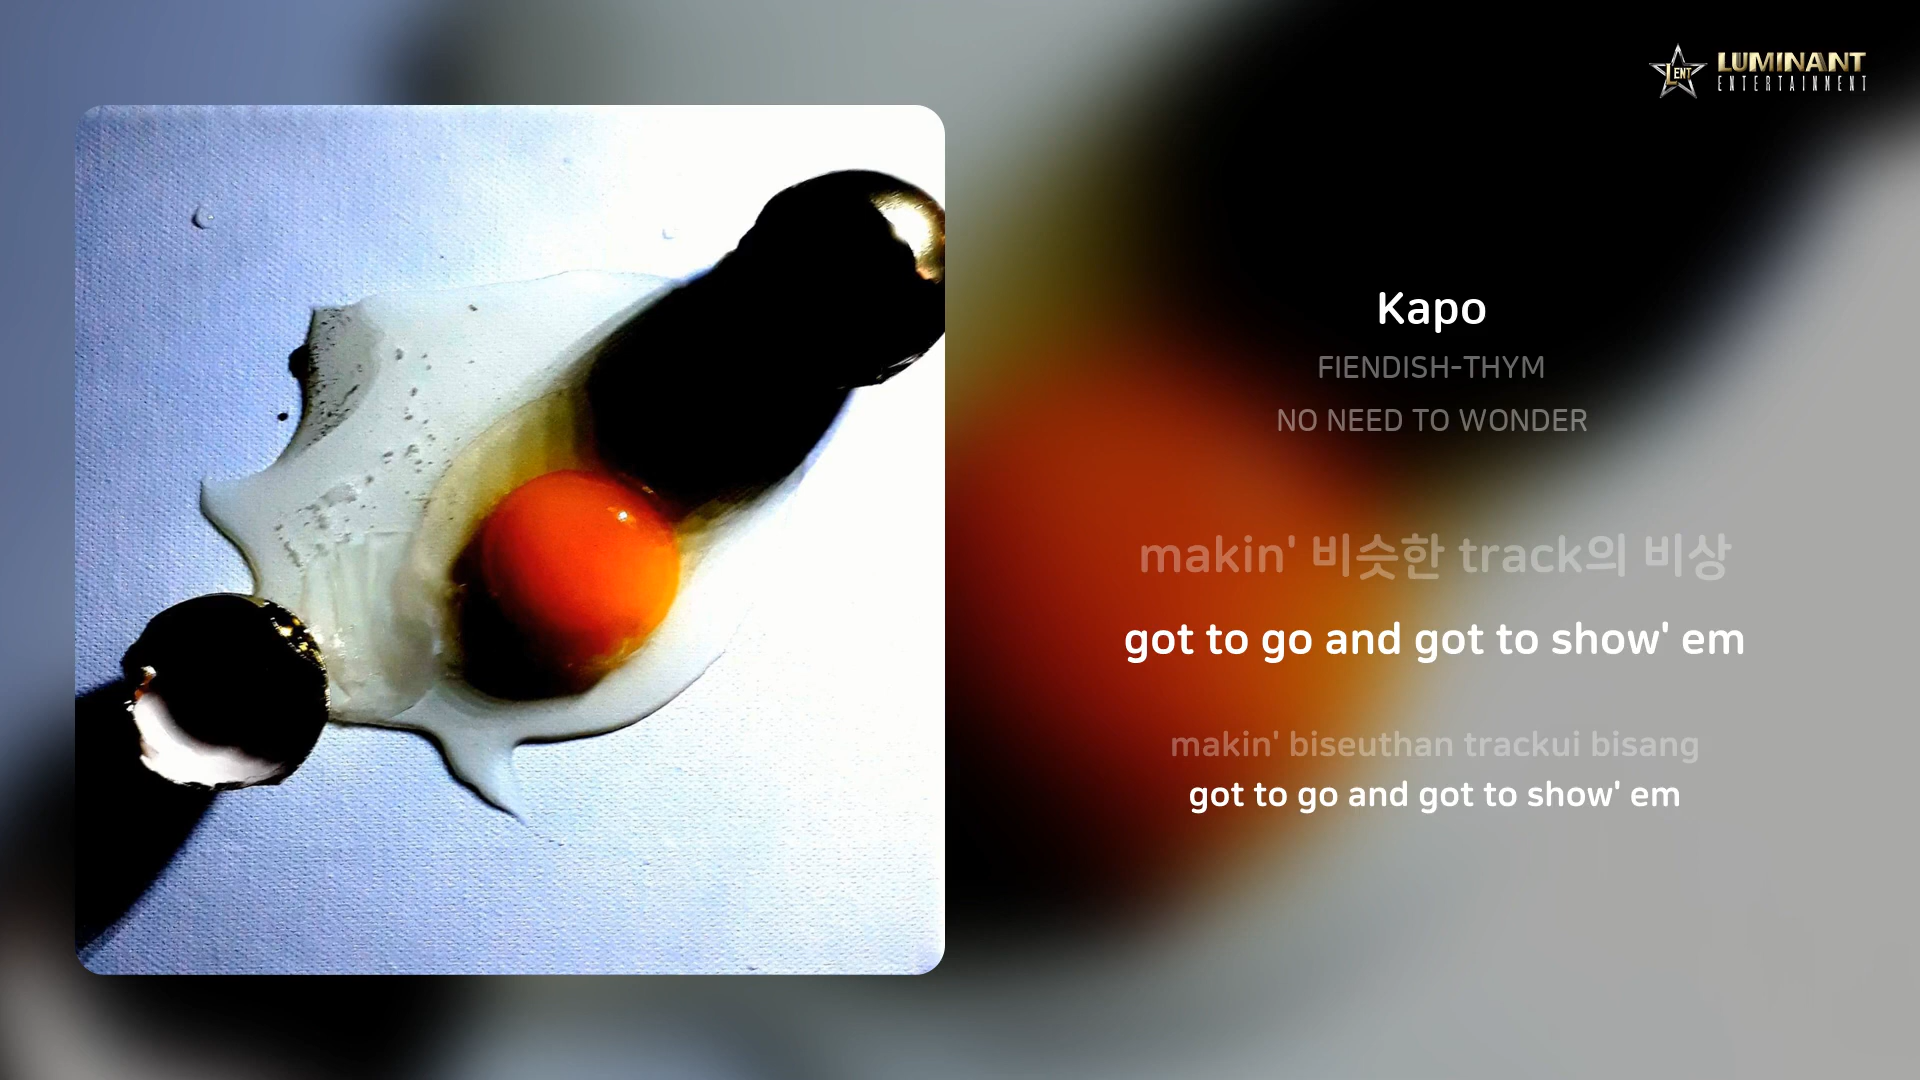 LENT LUMINANT
ENTERTAINMENT
Kapo
FIENDISH-THYM
NO NEED TO WONDER
makin' 비슷한 track의 비상
got to go and got to show' em
makin' biseuthan trackui bisang
got to go and got to show' em